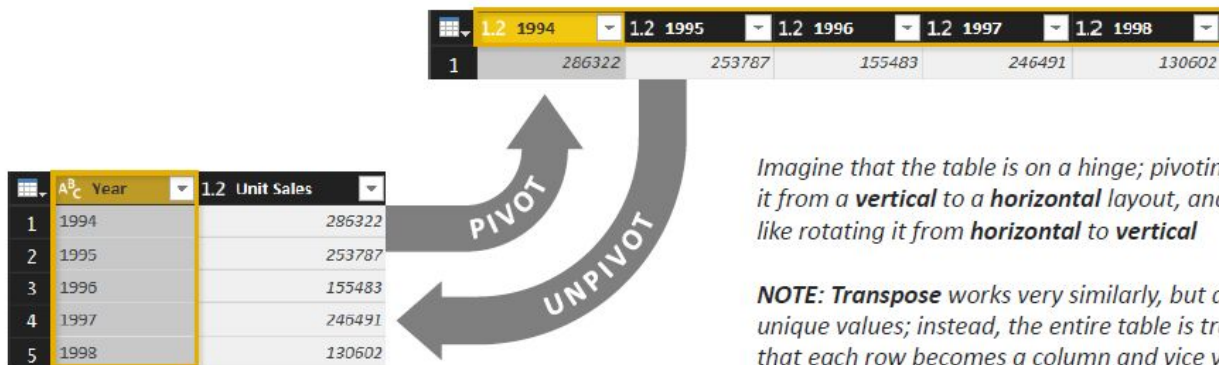 1.2 1994 1.2 1995 1.2 1996 1.2 1997 1.2 1998
1 286322 253787 155483 246491 130602
ABC Year 1.2 Unit Sales
1 1994 286322
2 1995 253787
3 1996 155483
4 1997 246491
5 1998 130602
PIVOT
UNPIVOT
Imagine that the table is on a hinge; pivotin
it from a vertical to a horizontal layout, and
like rotating it from horizontal to vertical
NOTE: Transpose works very similarly, but
unique values; instead, the entire table is
that each row becomes a column and vice